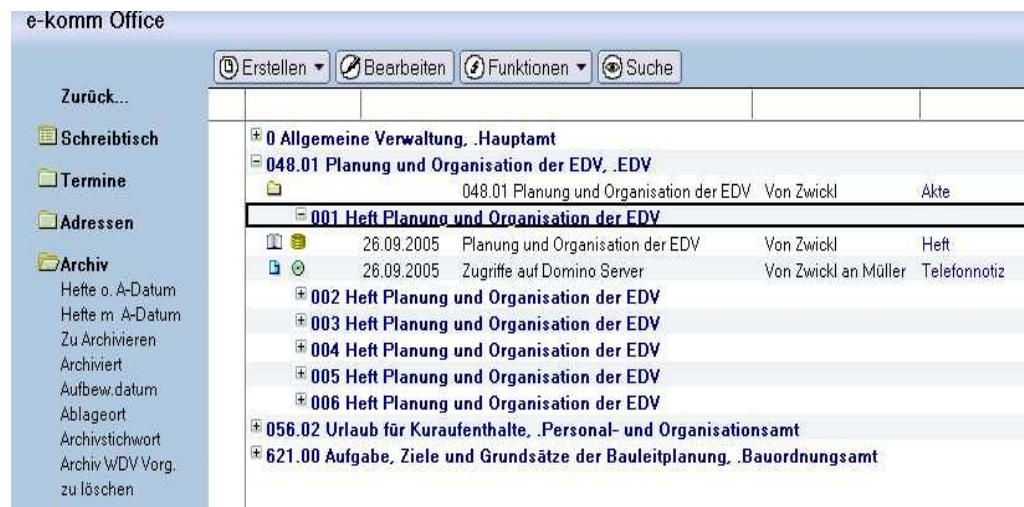 e-komm Office
Erstellen Bearbeiten Funktionen Suche
Zurück...
Schreibtisch
Termine
Adressen
Archiv
Hefte o. A-Datum
Hefte m A-Datum
Zu Archivieren
Archiviert
Aufbew.datum
Ablageort
Archivstichwort
Archiv WDV Vorg.
zu löschen
0 Allgemeine Verwaltung, .Hauptamt
048.01 Planung und Organisation der EDV, .EDV
048.01 Planung und Organisation der EDV Von Zwickl Akte
001 Heft Planung und Organisation der EDV
26.09.2005 Planung und Organisation der EDV Von Zwickl Heft
26.09.2005 Zugriffe auf Domino Server Von Zwickl an Müller Telefonnotiz
002 Heft Planung und Organisation der EDV
003 Heft Planung und Organisation der EDV
004 Heft Planung und Organisation der EDV
005 Heft Planung und Organisation der EDV
006 Heft Planung und Organisation der EDV
056.02 Urlaub für Kuraufenthalte, .Personal- und Organisationsamt
621.00 Aufgabe, Ziele und Grundsätze der Bauleitplanung, .Bauordnungsamt